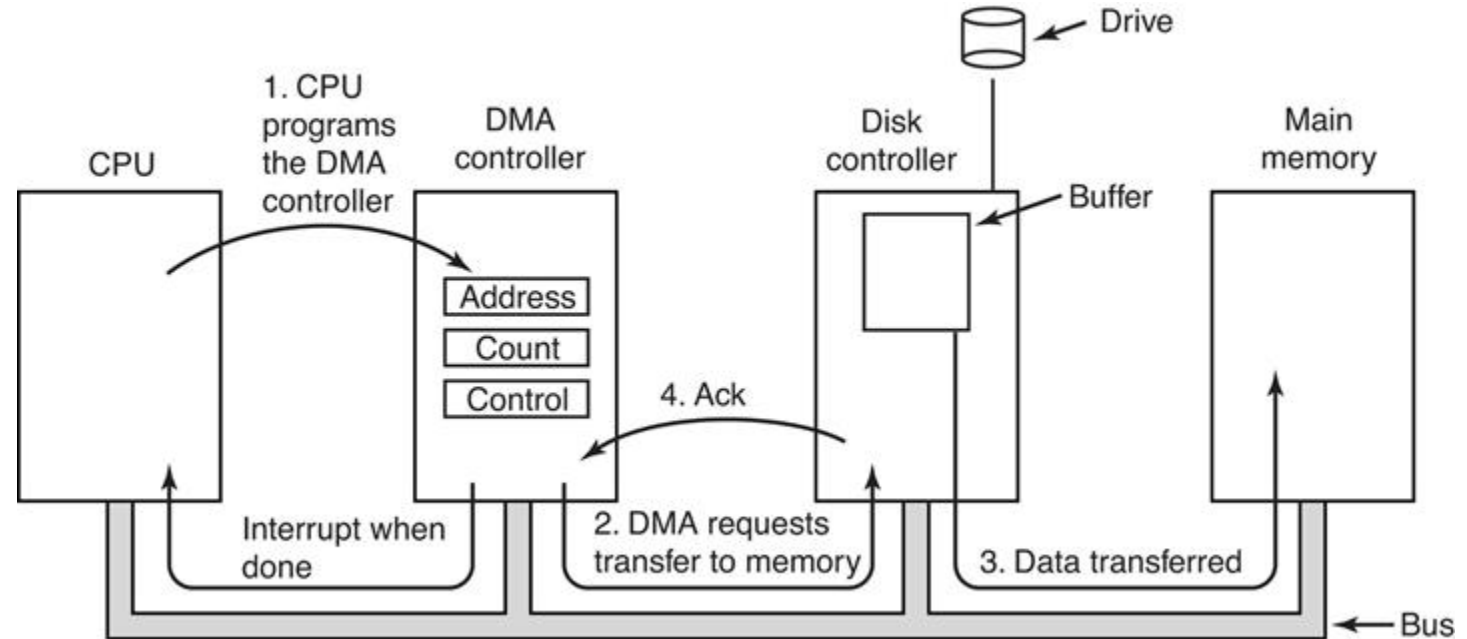 Drive
1. CPU
programs
the DMA
controller
CPU
DMA
controller
Disk
controller
Main
memory
Buffer
Address
Count
Control
4. Ack
Interrupt when
done
2. DMA requests
transfer to memory
3. Data transferred
Bus